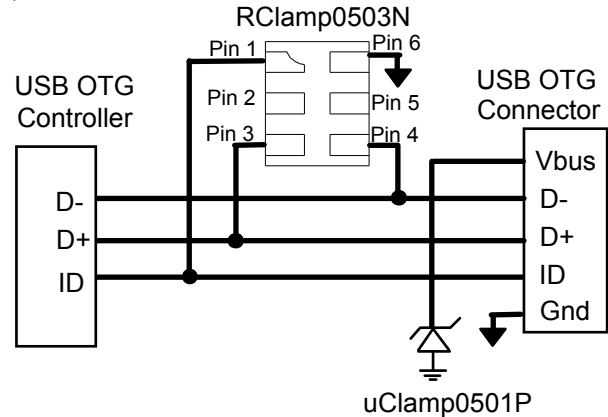 RClamp0503N
Pin 1
Pin 6
Pin 2
Pin 5
Pin 3
Pin 4
USB OTG
Controller
D-
D+
ID
USB OTG
Connector
Vbus
D-
D+
ID
Gnd
uClamp0501P